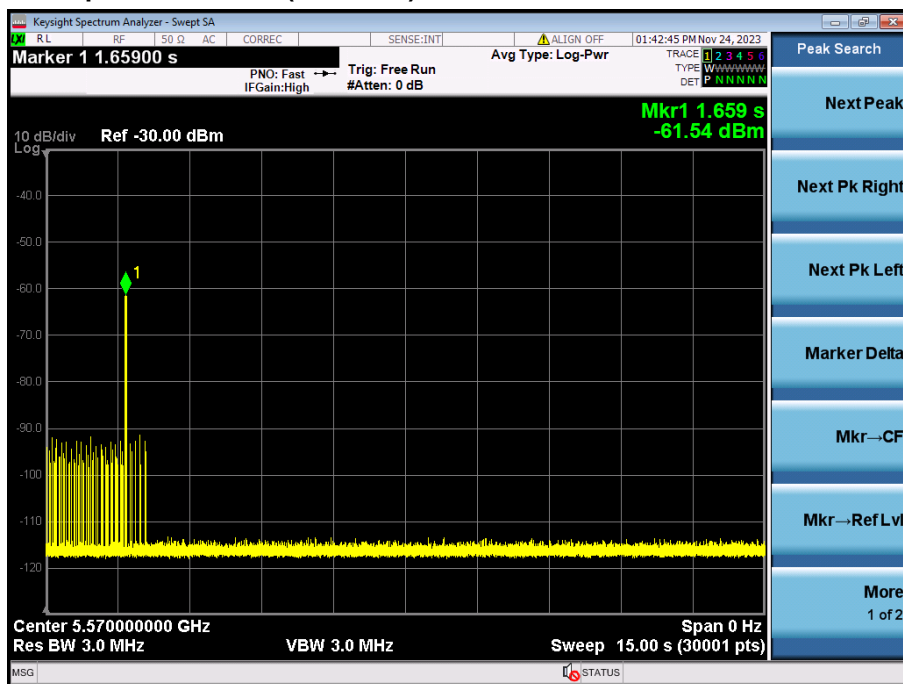 Keysight Spectrum Analyzer - Swept SA
LXI RL RF 50 Ω AC CORREC SENSE:INT ALIGN OFF 01:42:45 PM Nov 24, 2023
Marker 1 1.65900 s
PNO: Fast
IFGain:High
Trig: Free Run
#Atten: 0 dB
Avg Type: Log-Pwr
TRACE 1 2 3 4 5 6
TYPE WWWWWWW
DET P N N N N N
Mkr1 1.659 s
-61.54 dBm
10 dB/div Ref -30.00 dBm
Log
1
-40.0
-50.0
-60.0
-70.0
-80.0
-90.0
-100
-110
-120
Center 5.570000000 GHz Span 0 Hz
Res BW 3.0 MHz VBW 3.0 MHz Sweep 15.00 s (30001 pts)
MSG STATUS
Peak Search
Next Peak
Next Pk Right
Next Pk Left
Marker Delta
Mkr→CF
Mkr→Ref Lvl
More
1 of 2